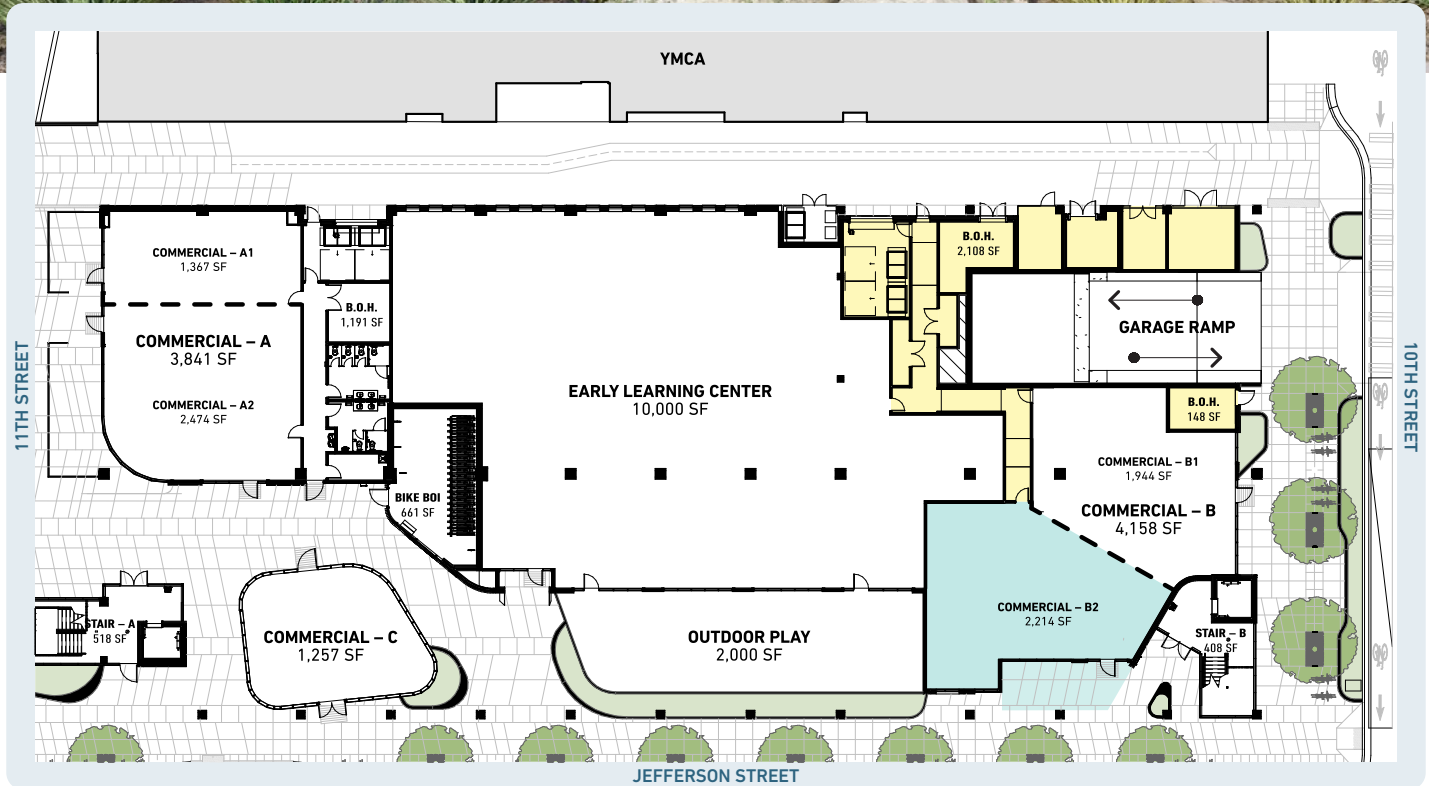 YMCA
COMMERCIAL – A1
1,367 SF
B.O.H.
2,108 SF
B.O.H.
1,191 SF
GARAGE RAMP
COMMERCIAL – A
3,841 SF
11TH STREET
10TH STREET
EARLY LEARNING CENTER
10,000 SF
COMMERCIAL – A2
2,474 SF
B.O.H.
148 SF
COMMERCIAL – B1
1,944 SF
BIKE BOI
661 SF
COMMERCIAL – B
4,158 SF
COMMERCIAL – B2
2,214 SF
STAIR – A
518 SF
COMMERCIAL – C
1,257 SF
OUTDOOR PLAY
2,000 SF
STAIR – B
408 SF
JEFFERSON STREET